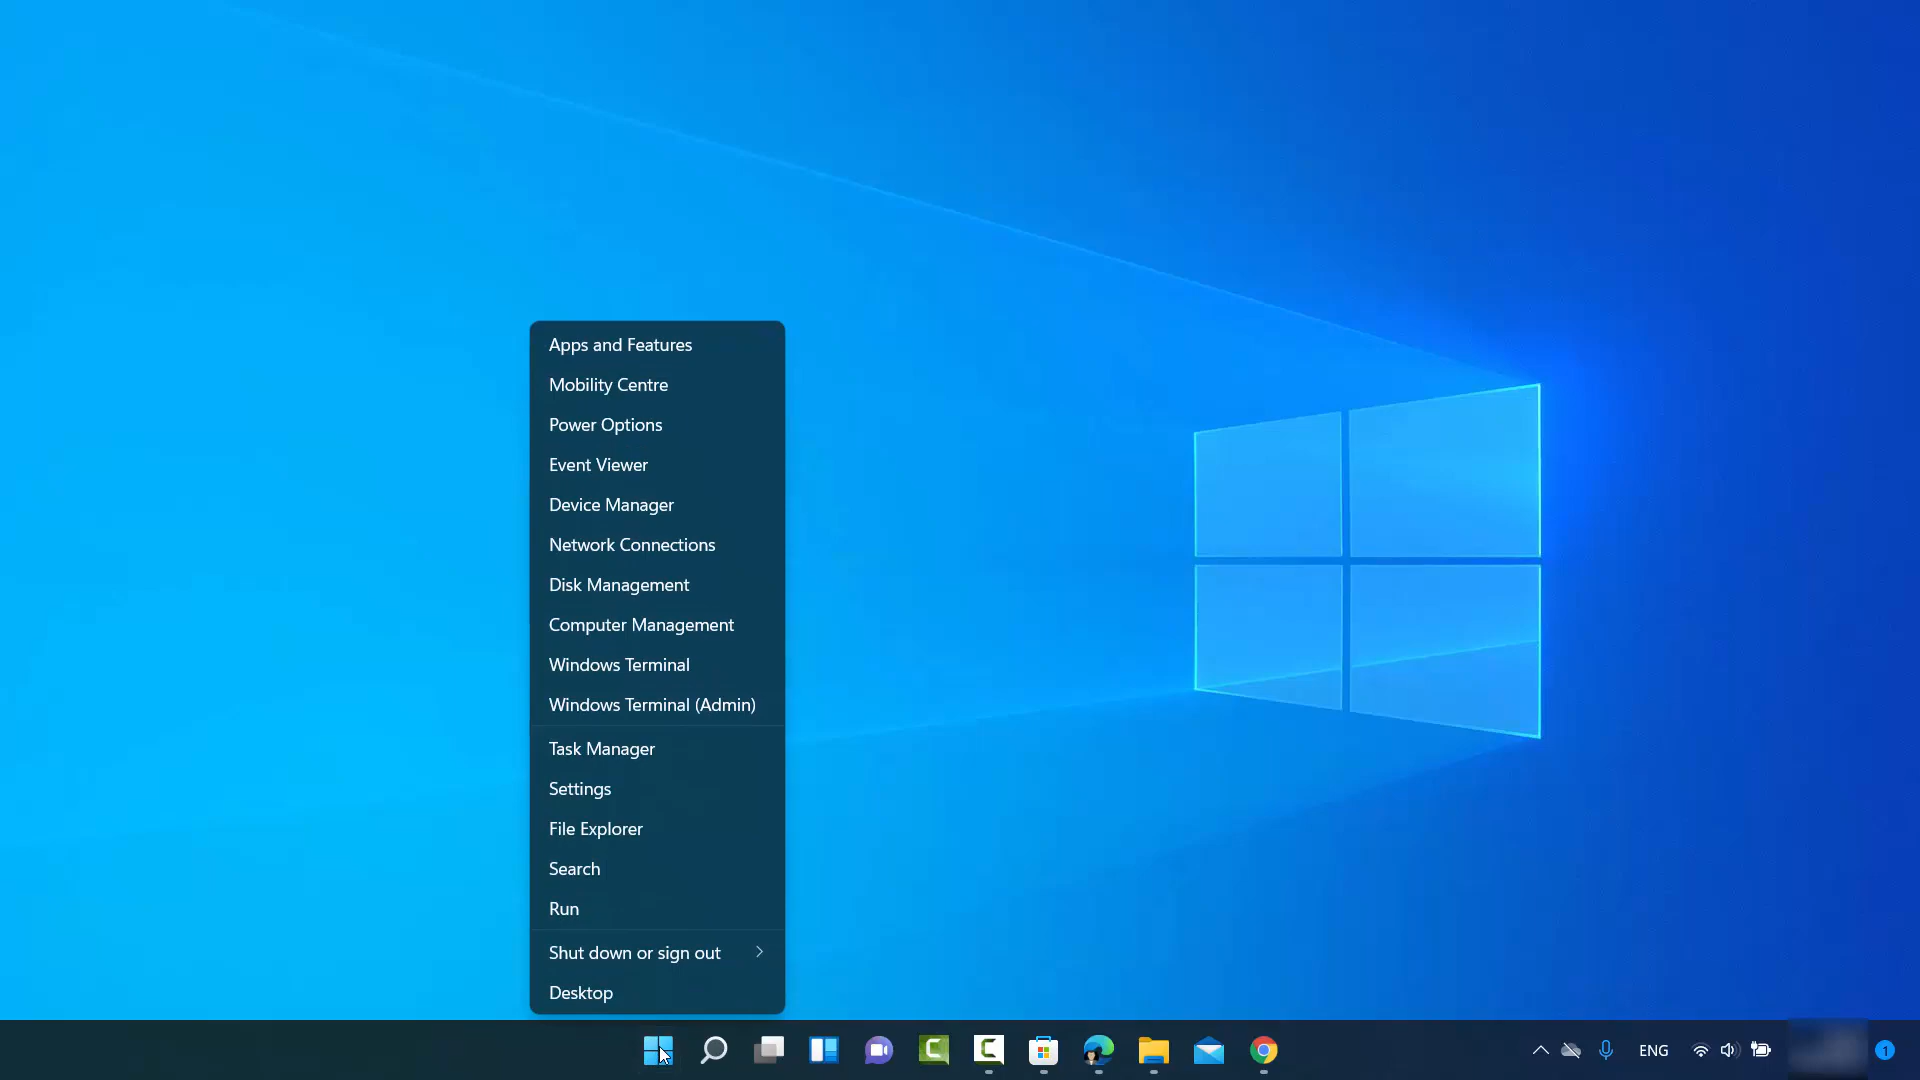 Apps and Features
Mobility Centre
Power Options
Event Viewer
Device Manager
Network Connections
Disk Management
Computer Management
Windows Terminal
Windows Terminal (Admin)
Task Manager
Settings
File Explorer
Search
Run
Shut down or sign out
Desktop
ENG
1